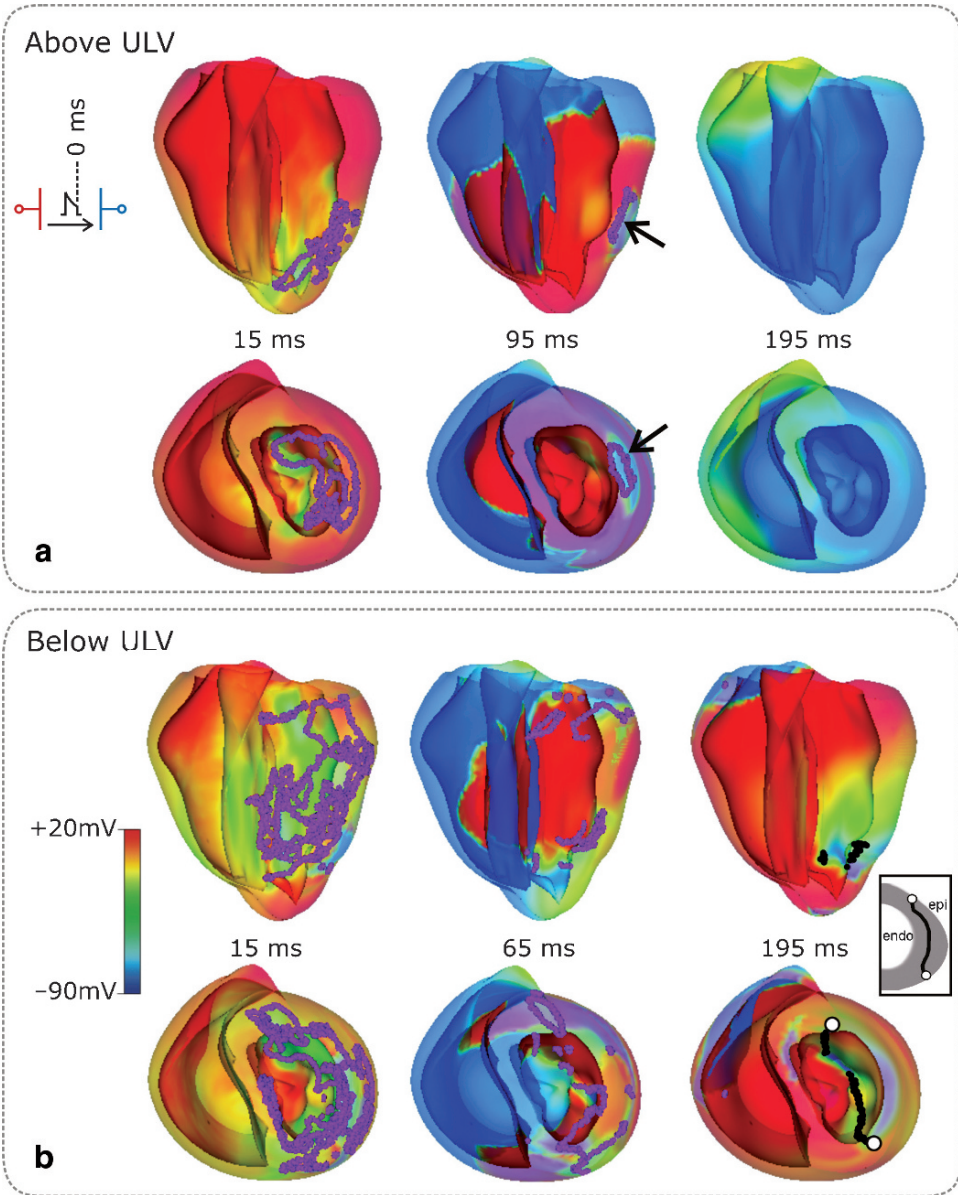 Above ULV
0 ms
15 ms
95 ms
195 ms
a
Below ULV
+20mV
−90mV
15 ms
65 ms
195 ms
epi
endo
b